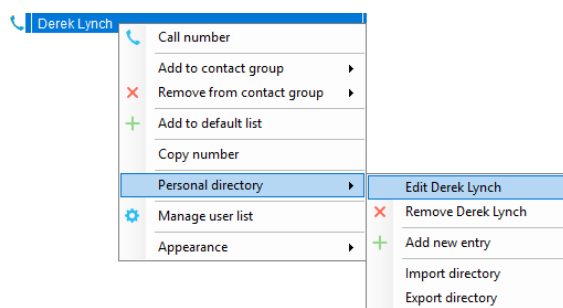 Derek Lynch
Call number
Add to contact group
Remove from contact group
Add to default list
Copy number
Personal directory
Edit Derek Lynch
Remove Derek Lynch
Manage user list
Add new entry
Appearance
Import directory
Export directory